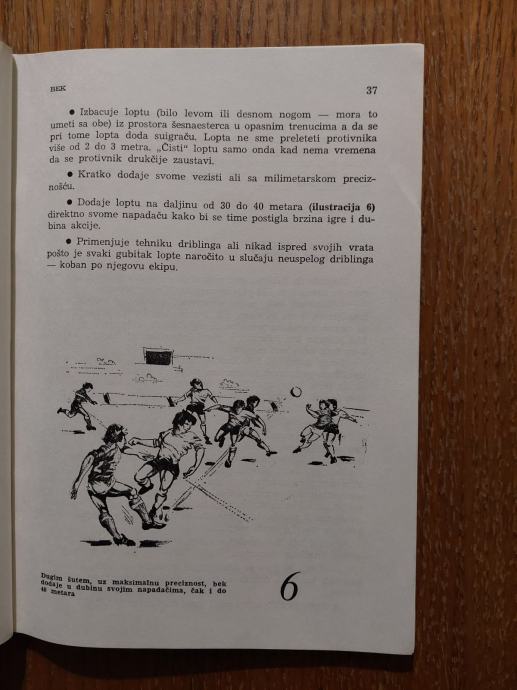 BEK 37
● Izbacuje loptu (bilo levom ili desnom nogom — mora to
umeti sa obe) iz prostora šesnaesterca u opasnim trenucima a da se
pri tome lopta doda suigraču. Lopta ne sme preleteti protivnika
više od 2 do 3 metra. „Čisti“ loptu samo onda kad nema vremena
da se protivnik drukčije zaustavi.
● Kratko dodaje svome vezisti ali sa milimetarskom preciz-
nošću.
● Dodaje loptu na daljinu od 30 do 40 metara (ilustracija 6)
direktno svome napadaču kako bi se time postigla brzina igre i du-
bina akcije.
● Primenjuje tehniku driblinga ali nikad ispred svojih vrata
pošto je svaki gubitak lopte naročito u slučaju neuspelog driblinga
— koban po njegovu ekipu.
Dugim šutem, uz maksimalnu preciznost, bek
dodaje u dubinu svojim napadačima, čak i do
40 metara
6